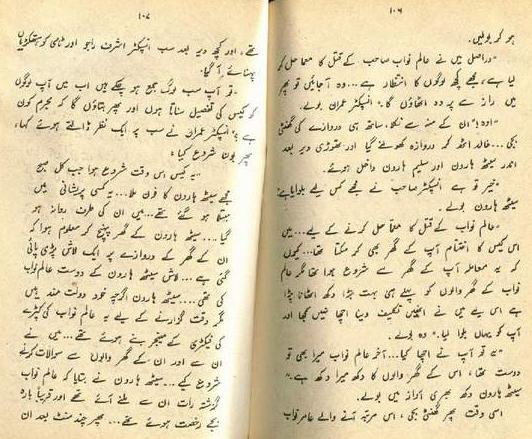 ۱۰۶
ہو کر بولیں۔
"دراصل میں نے عالم نواب صاحب کے قتل کا معاملہ حل کر
لیا ہے، مجھے کچھ لوگوں کا انتظار ہے... وہ آ جائیں تو پھر
میں راز سے پردہ اٹھاؤں گا۔" انسپکٹر عمران بولے۔
"اوہ!" ان کے منہ سے نکلا، ساتھ ہی دروازے کی گھنٹی
بجی... خالد اٹھ کر دروازہ کھولنے گیا اور تھوڑی دیر بعد
اندر سیٹھ ہارون اور سلیم ہارون داخل ہوئے۔
"خیر تو ہے انسپکٹر صاحب نے مجھے کس لیے بلوایا ہے؟"
سیٹھ ہارون بولے۔
"عالم نواب کے قتل کا معاملہ حل کرنے کے لیے... میں
اس کیس کا اختتام آپ کے گھر بھی کر سکتا تھا... کیوں
کہ یہ معاملہ آپ کے گھر سے شروع ہوا تھا مگر عالم
نواب کے گھر والوں کو پہلے ہی بہت بڑا دکھ اٹھانا پڑا
ہے اس لیے میں نے انہیں تکلیف دینا اچھا نہیں سمجھا اور
آپ کو یہاں بلوا لیا۔" وہ بولے۔
"یہ تو آپ نے اچھا کیا... آخر عالم نواب میرا بھی تو
دوست تھا، اس کے گھر والوں کا دکھ میرا دکھ ہے۔"
سیٹھ ہارون دکھ بھری آواز میں بولے۔
اسی وقت پھر گھنٹی بجی، اس مرتبہ آنے والے عامر نواب
۱۰۷
تھے، اور کچھ دیر بعد سب انسپکٹر اشرف راجو اور ٹامی کو ہتھکڑیاں
پہنائے آ گیا۔
"تو آپ سب لوگ جمع ہو چکے ہیں اب میں آپ لوگوں
کو کیس کی تفصیل سناتا ہوں اور پھر بتاؤں گا کہ مجرم کون
ہے؟" انسپکٹر عمران نے سب پر ایک نظر ڈالتے ہوئے کہا،
پھر یوں شروع کیا:
"یہ کیس اس وقت شروع ہوا جب کل صبح
مجھے سیٹھ ہارون کا فون ملا... یہ کسی پریشانی میں
مبتلا ہو گئے تھے... میں ان کی طرف روانہ ہو
گیا... سیٹھ ہارون کے گھر پہنچ کر معلوم ہوا کہ
ان کے گھر کے دروازے پر ایک لاش پڑی پائی
گئی ہے... لاش سیٹھ ہارون کے دوست عالم نواب
کی تھی... سیٹھ ہارون اگرچہ خود دولت مند ہیں
مگر وقت گزارنے کے لیے یہ عالم نواب کی کپڑے
کی فیکٹری کے منیجر بنے ہوئے تھے... میں نے
ان سے اور ان کے گھر والوں سے سوالات کرنے
شروع کیے... سیٹھ ہارون نے بتایا کہ عالم نواب
گزشتہ رات ان سے ملنے آئے تھے اور تقریباً بارہ
بجے رخصت ہوئے تھے... پھر چند منٹ بعد ان